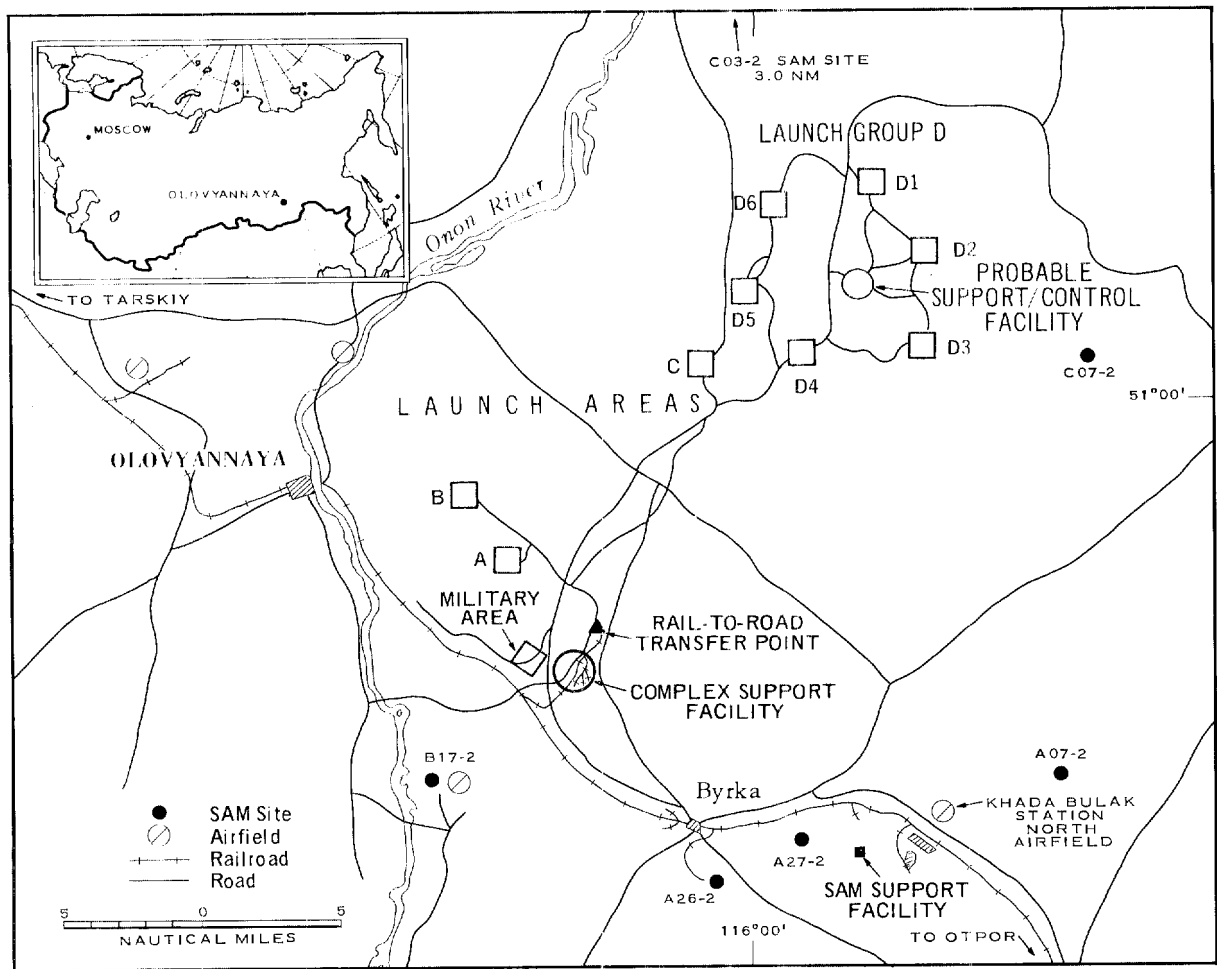 C03-2 SAM SITE
3.0 NM
MOSCOW
OLOVYANNAYA
Onon River
TO TARSKIY
LAUNCH GROUP D
D1
D6
D2
PROBABLE
SUPPORT/CONTROL
FACILITY
D5
D3
D4
C
C07-2
51°00'
LAUNCH AREAS
OLOVYANNAYA
B
A
MILITARY
AREA
RAIL-TO-ROAD
TRANSFER POINT
COMPLEX SUPPORT
FACILITY
B17-2
Byrka
A07-2
KHADA BULAK
STATION
NORTH
AIRFIELD
A27-2
A26-2
SAM SUPPORT
FACILITY
116°00'
TO OTPOR
SAM Site
Airfield
Railroad
Road
5 0 5
NAUTICAL MILES